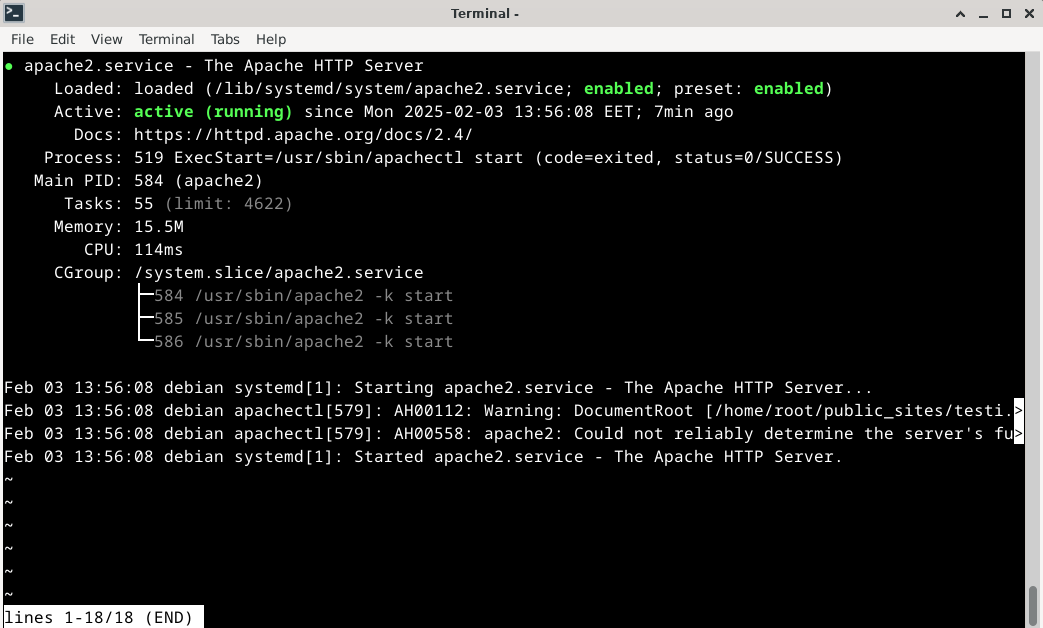 Terminal -
File Edit View Terminal Tabs Help
● apache2.service - The Apache HTTP Server
Loaded: loaded (/lib/systemd/system/apache2.service; enabled; preset: enabled)
Active: active (running) since Mon 2025-02-03 13:56:08 EET; 7min ago
Docs: https://httpd.apache.org/docs/2.4/
Process: 519 ExecStart=/usr/sbin/apachectl start (code=exited, status=0/SUCCESS)
Main PID: 584 (apache2)
Tasks: 55 (limit: 4622)
Memory: 15.5M
CPU: 114ms
CGroup: /system.slice/apache2.service
├─584 /usr/sbin/apache2 -k start
├─585 /usr/sbin/apache2 -k start
└─586 /usr/sbin/apache2 -k start
Feb 03 13:56:08 debian systemd[1]: Starting apache2.service - The Apache HTTP Server...
Feb 03 13:56:08 debian apachectl[579]: AH00112: Warning: DocumentRoot [/home/root/public_sites/testi.>
Feb 03 13:56:08 debian apachectl[579]: AH00558: apache2: Could not reliably determine the server's fu>
Feb 03 13:56:08 debian systemd[1]: Started apache2.service - The Apache HTTP Server.
~
~
~
~
~
~
lines 1-18/18 (END)